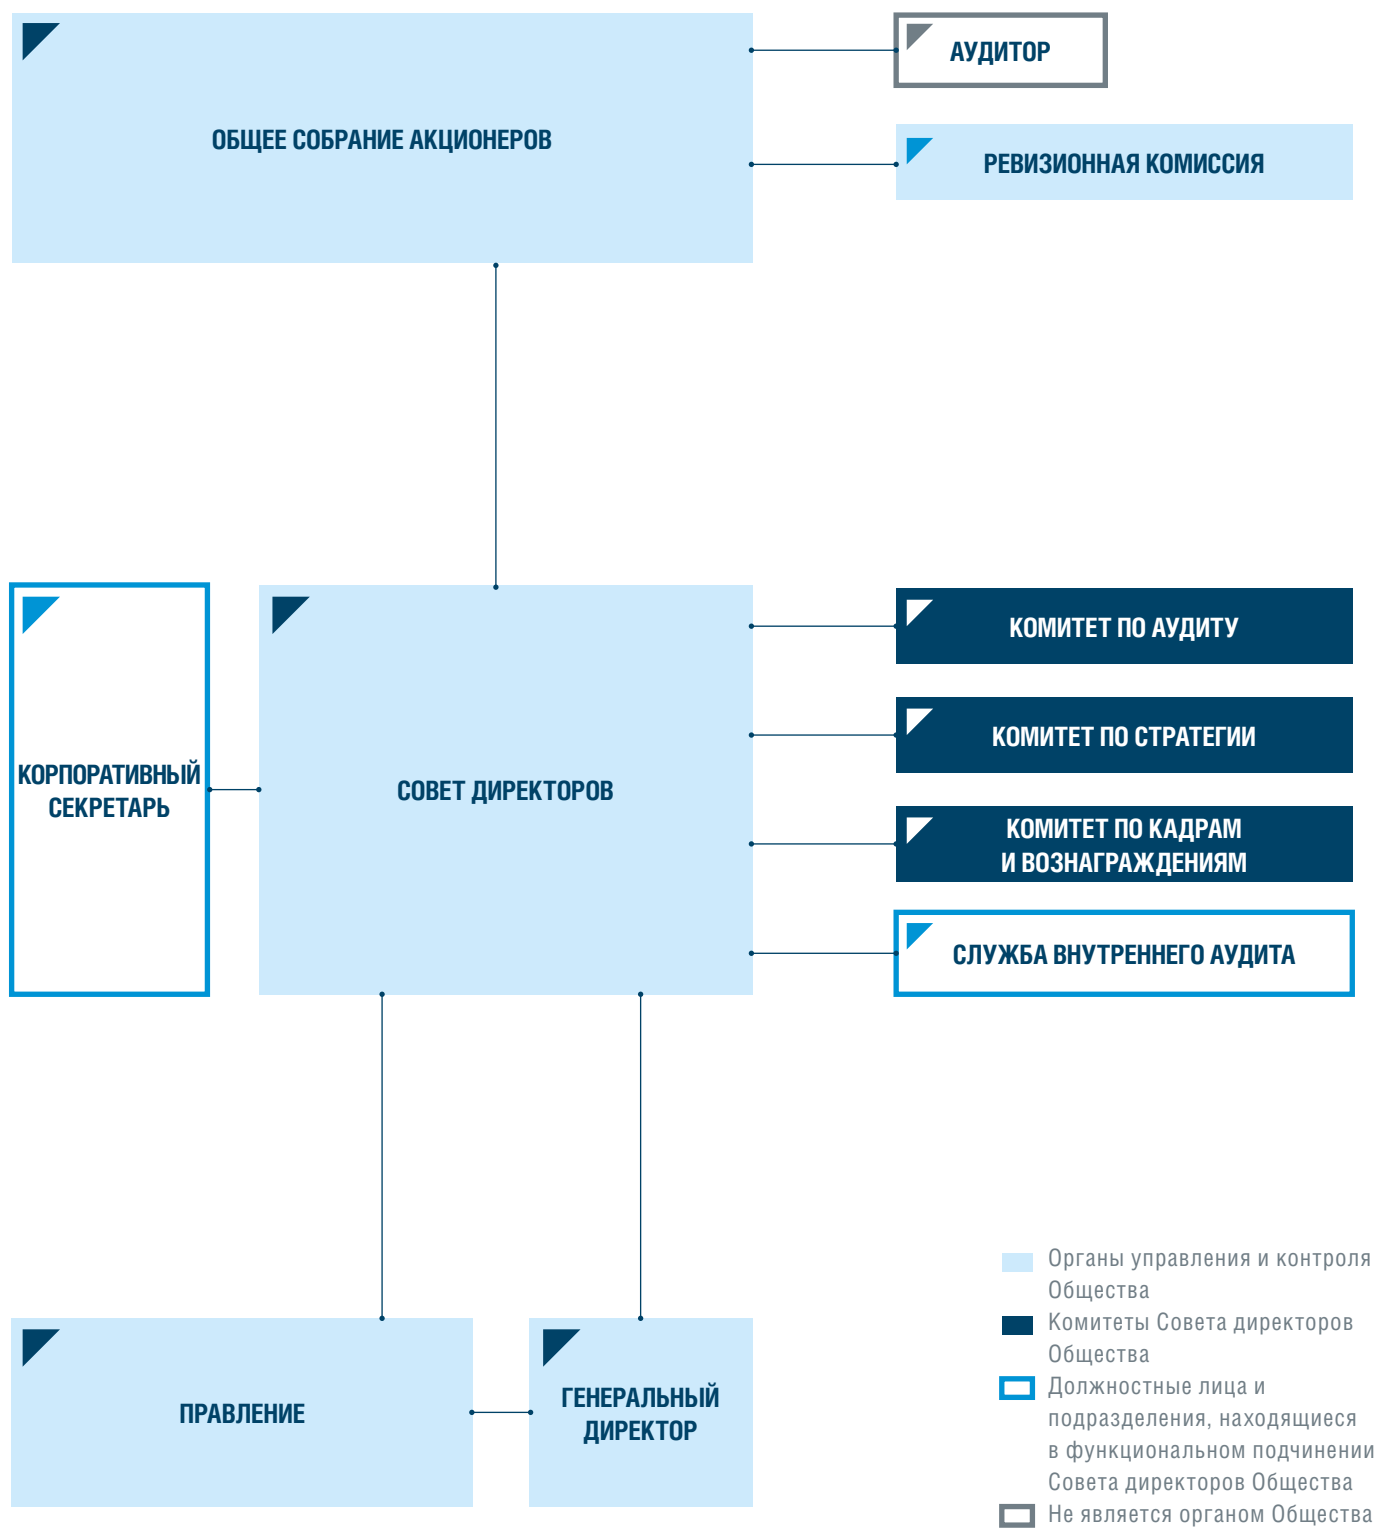 ОБЩЕЕ СОБРАНИЕ АКЦИОНЕРОВ
АУДИТОР
РЕВИЗИОННАЯ КОМИССИЯ
КОРПОРАТИВНЫЙ
СЕКРЕТАРЬ
СОВЕТ ДИРЕКТОРОВ
КОМИТЕТ ПО АУДИТУ
КОМИТЕТ ПО СТРАТЕГИИ
КОМИТЕТ ПО КАДРАМ
И ВОЗНАГРАЖДЕНИЯМ
СЛУЖБА ВНУТРЕННЕГО АУДИТА
ПРАВЛЕНИЕ
ГЕНЕРАЛЬНЫЙ
ДИРЕКТОР
Органы управления и контроля
Общества
Комитеты Совета директоров
Общества
Должностные лица и
подразделения, находящиеся
в функциональном подчинении
Совета директоров Общества
Не является органом Общества